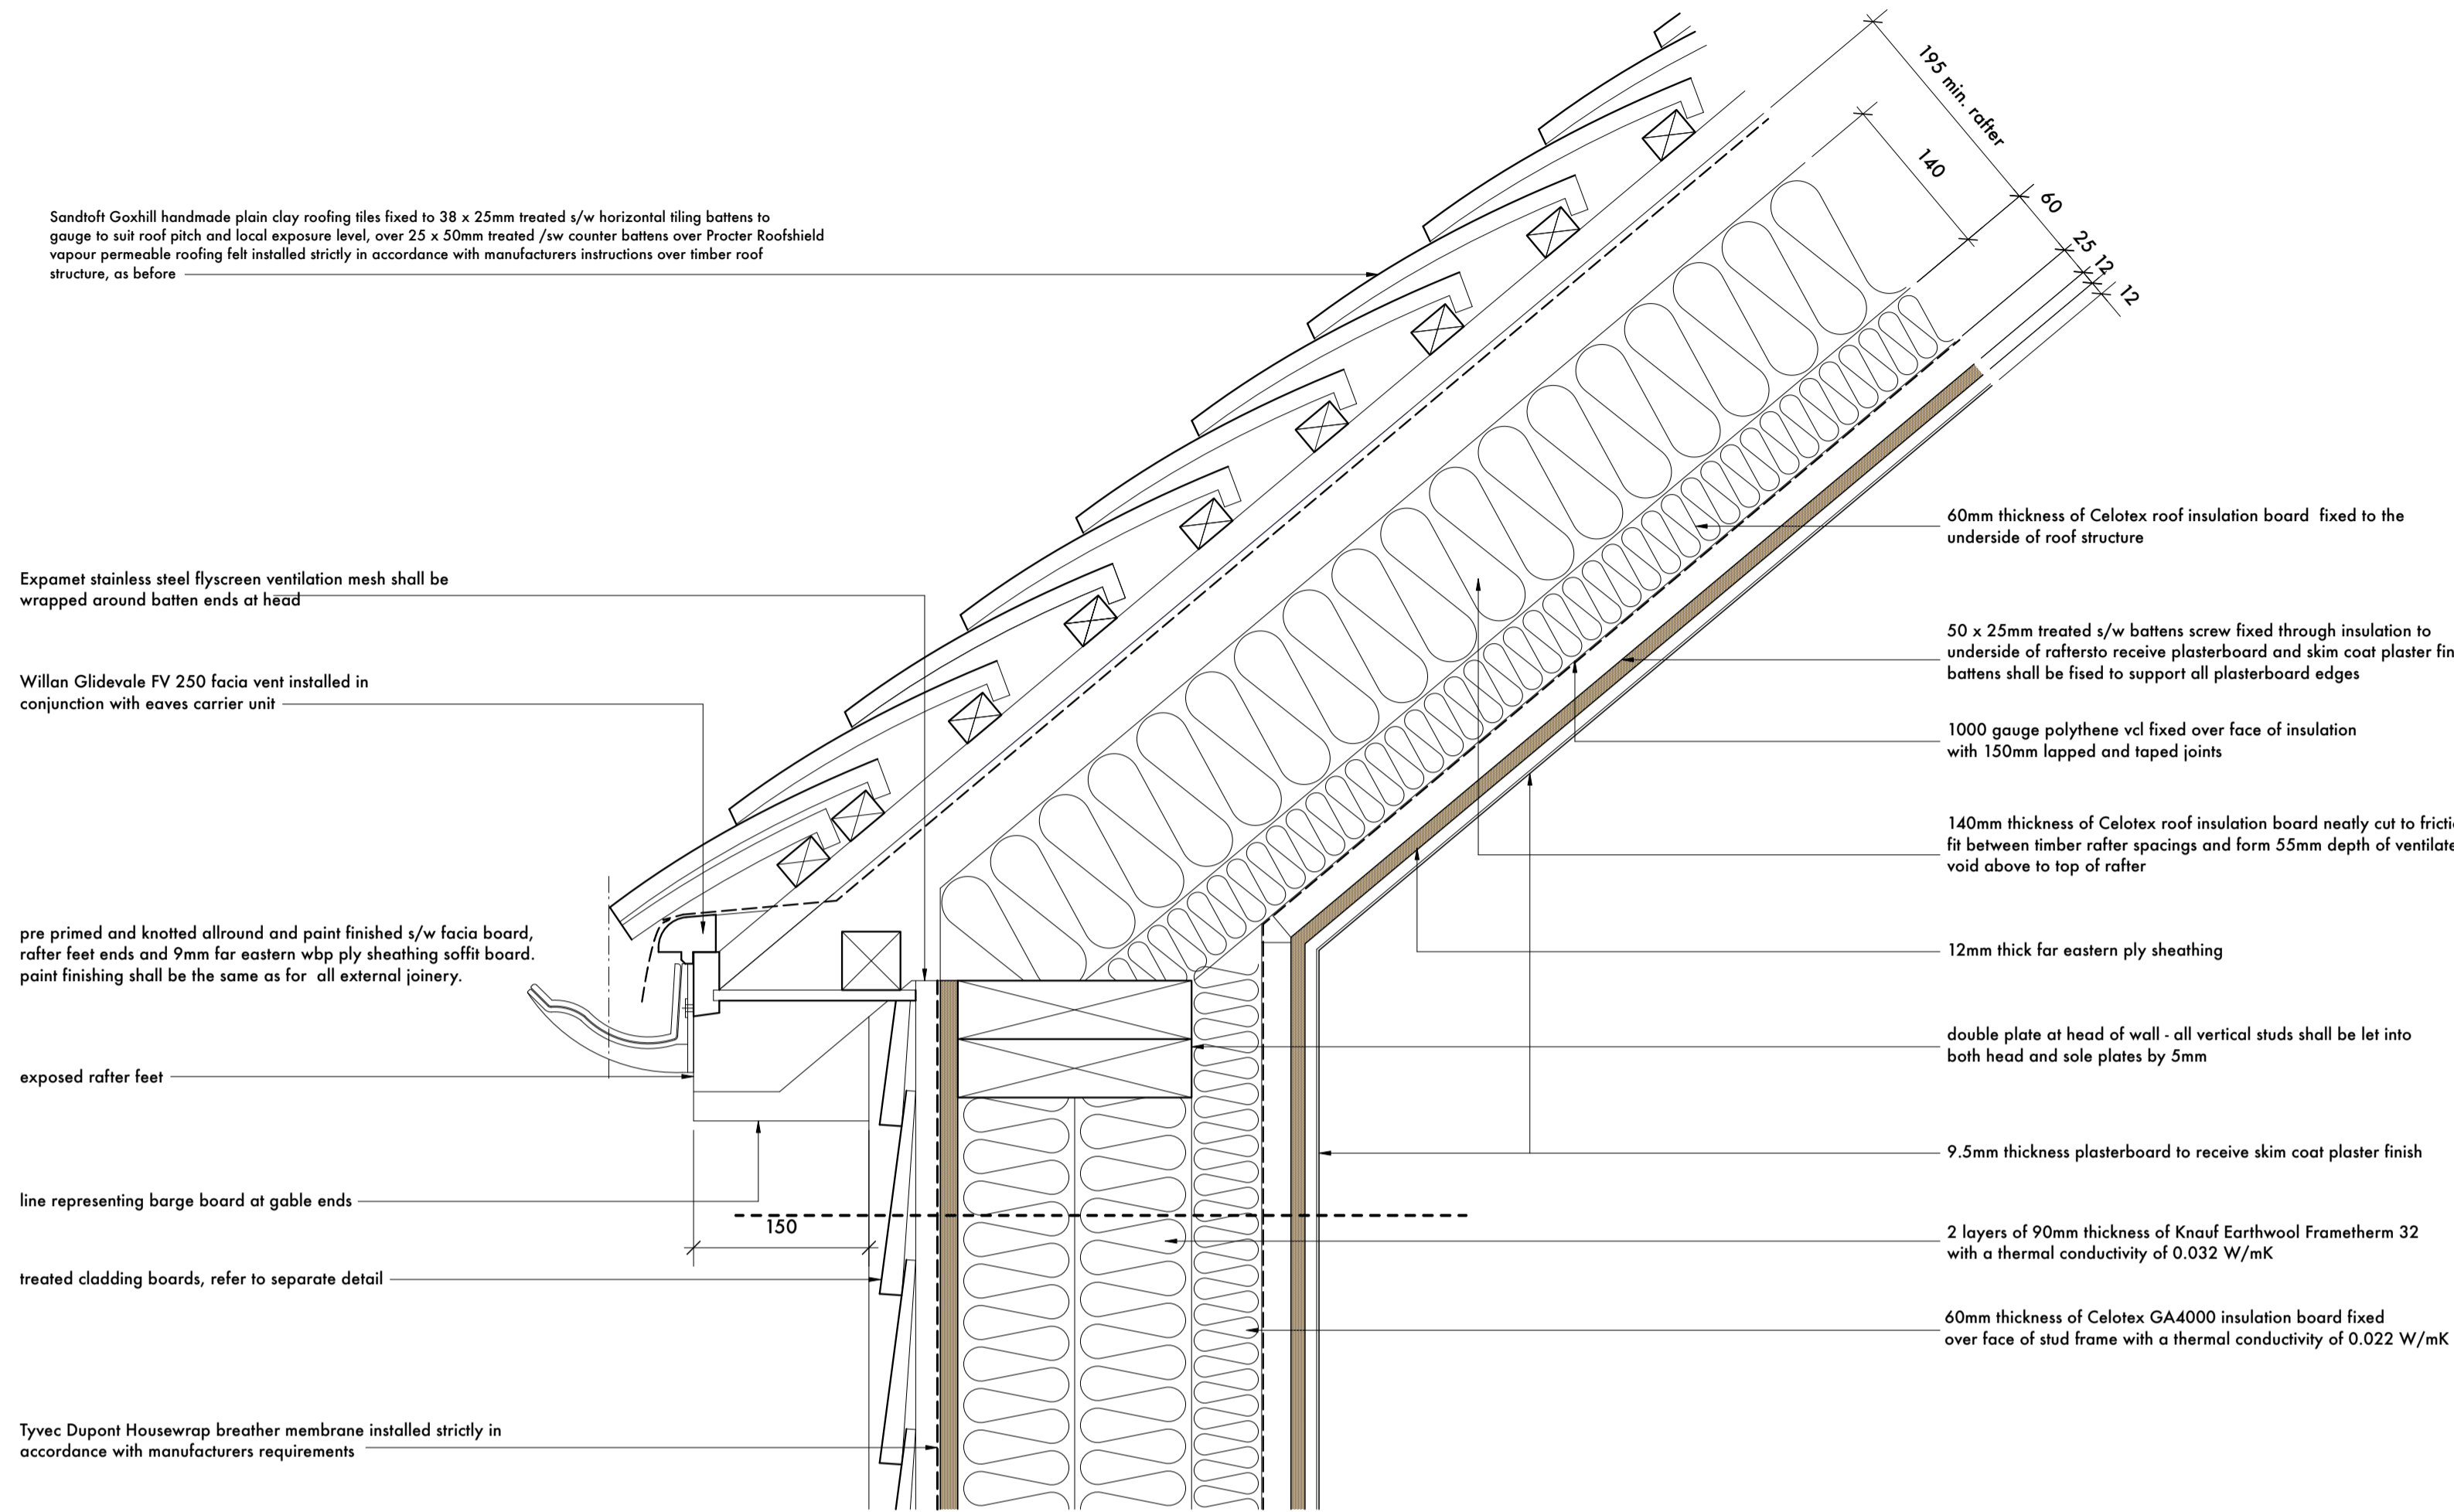 195 min. rafter
140
60
25
12
12
Sandtoft Goxhill handmade plain clay roofing tiles fixed to 38 x 25mm treated s/w horizontal tiling battens to
gauge to suit roof pitch and local exposure level, over 25 x 50mm treated /sw counter battens over Procter Roofshield
vapour permeable roofing felt installed strictly in accordance with manufacturers instructions over timber roof
structure, as before
Expamet stainless steel flyscreen ventilation mesh shall be
wrapped around batten ends at head
Willan Glidevale FV 250 facia vent installed in
conjunction with eaves carrier unit
pre primed and knotted allround and paint finished s/w facia board,
rafter feet ends and 9mm far eastern wbp ply sheathing soffit board.
paint finishing shall be the same as for all external joinery.
exposed rafter feet
line representing barge board at gable ends
150
treated cladding boards, refer to separate detail
Tyvec Dupont Housewrap breather membrane installed strictly in
accordance with manufacturers requirements
60mm thickness of Celotex roof insulation board fixed to the
underside of roof structure
50 x 25mm treated s/w battens screw fixed through insulation to
underside of raftersto receive plasterboard and skim coat plaster
battens shall be fised to support all plasterboard edges
1000 gauge polythene vcl fixed over face of insulation
with 150mm lapped and taped joints
140mm thickness of Celotex roof insulation board neatly cut to
fit between timber rafter spacings and form 55mm depth of
void above to top of rafter
12mm thick far eastern ply sheathing
double plate at head of wall - all vertical studs shall be let into
both head and sole plates by 5mm
9.5mm thickness plasterboard to receive skim coat plaster finish
2 layers of 90mm thickness of Knauf Earthwool Frametherm 32
with a thermal conductivity of 0.032 W/mK
60mm thickness of Celotex GA4000 insulation board fixed
over face of stud frame with a thermal conductivity of 0.022 W/mK